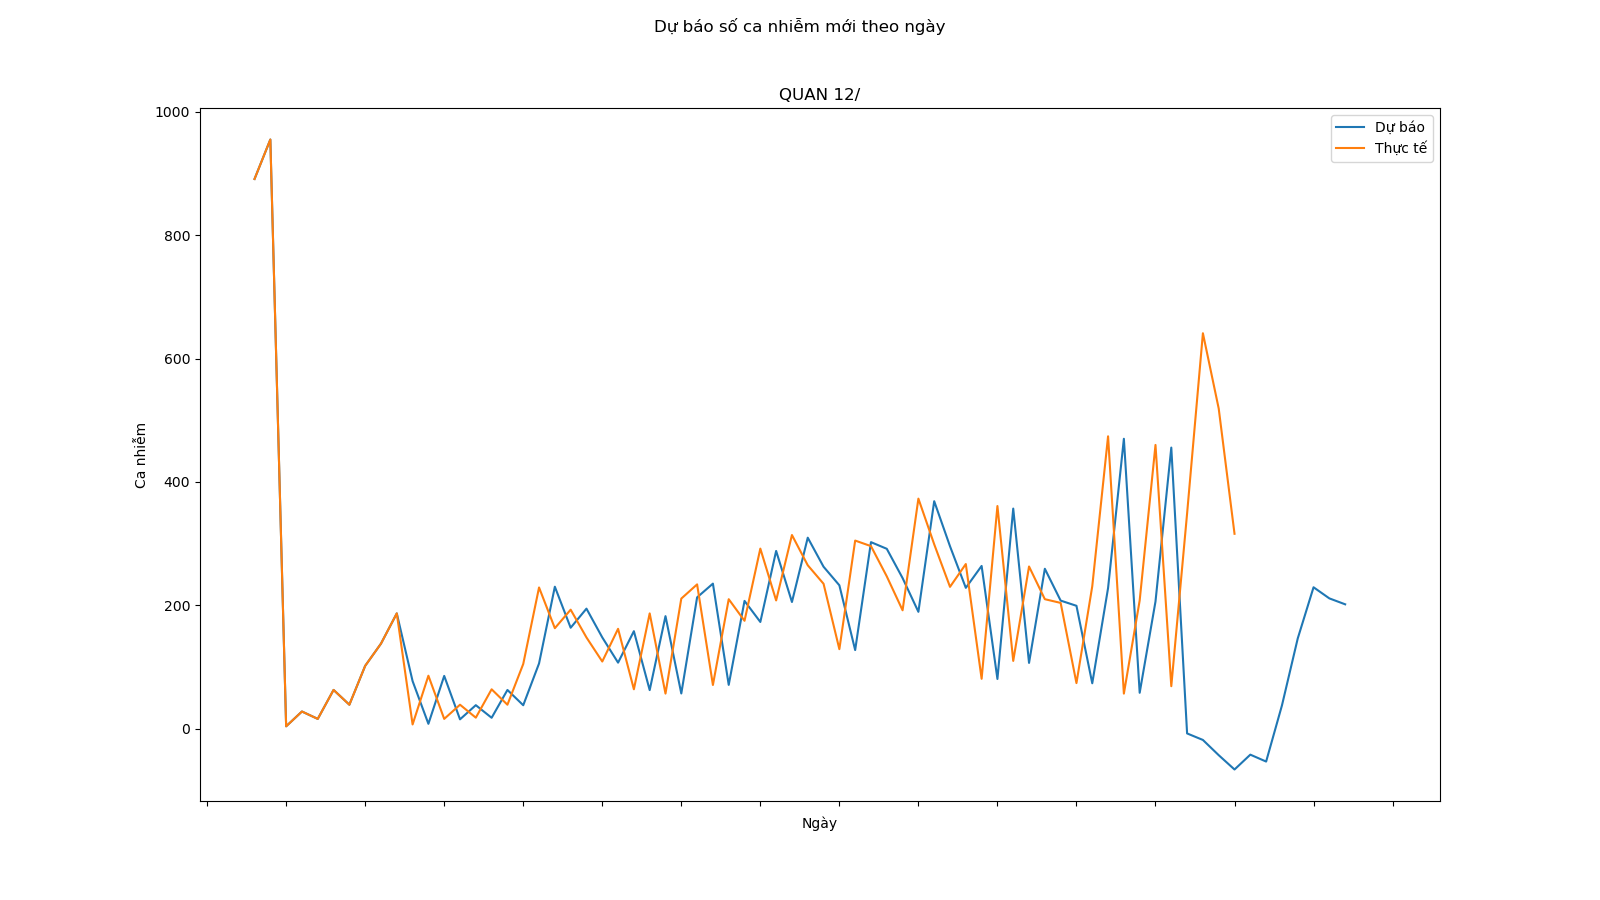 Dự báo số ca nhiễm mới theo ngày
QUAN 12/
1000
800
600
400
200
0
Ca nhiễm
Ngày
Dự báo
Thực tế